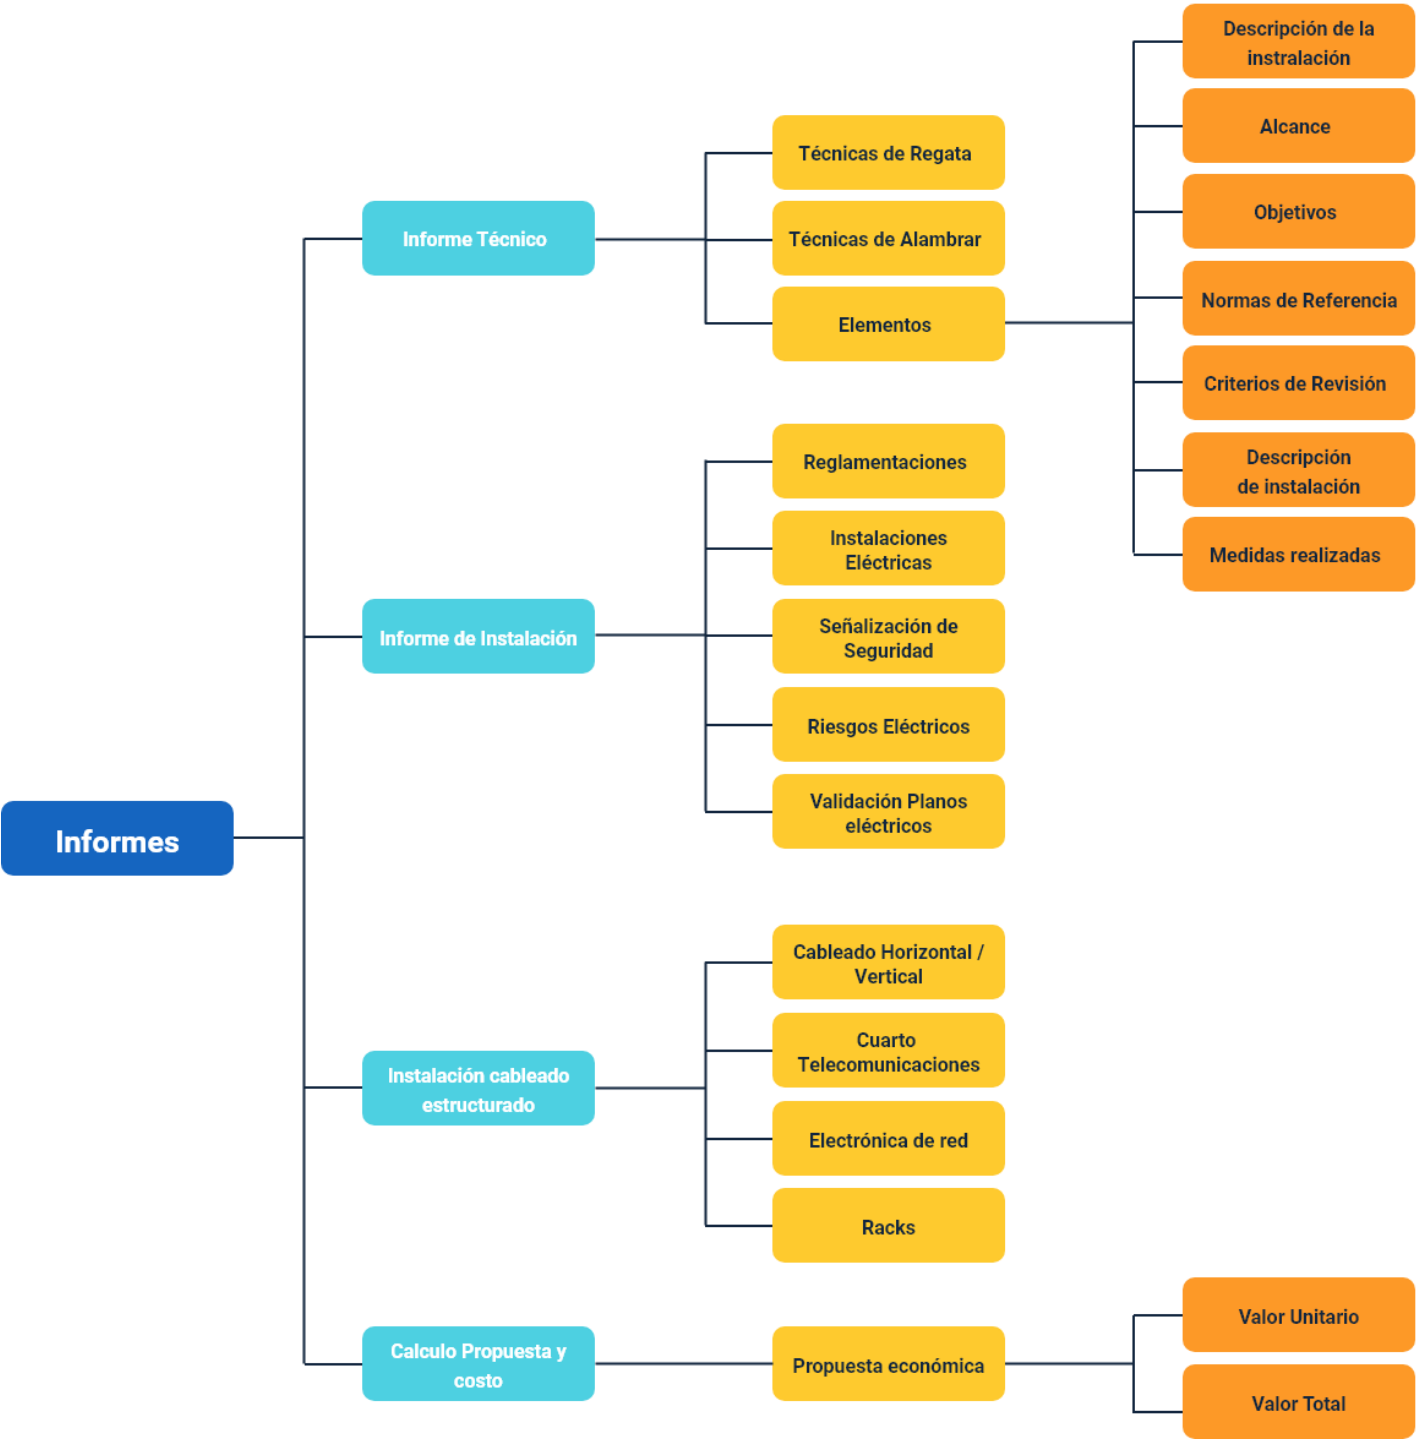 Informes
Informe Técnico
Técnicas de Regata
Técnicas de Alambrar
Elementos
Descripción de la
instralación
Alcance
Objetivos
Normas de Referencia
Criterios de Revisión
Descripción
de instalación
Medidas realizadas
Informe de Instalación
Reglamentaciones
Instalaciones
Eléctricas
Señalización de
Seguridad
Riesgos Eléctricos
Validación Planos
eléctricos
Instalación cableado
estructurado
Cableado Horizontal /
Vertical
Cuarto
Telecomunicaciones
Electrónica de red
Racks
Calculo Propuesta y
costo
Propuesta económica
Valor Unitario
Valor Total